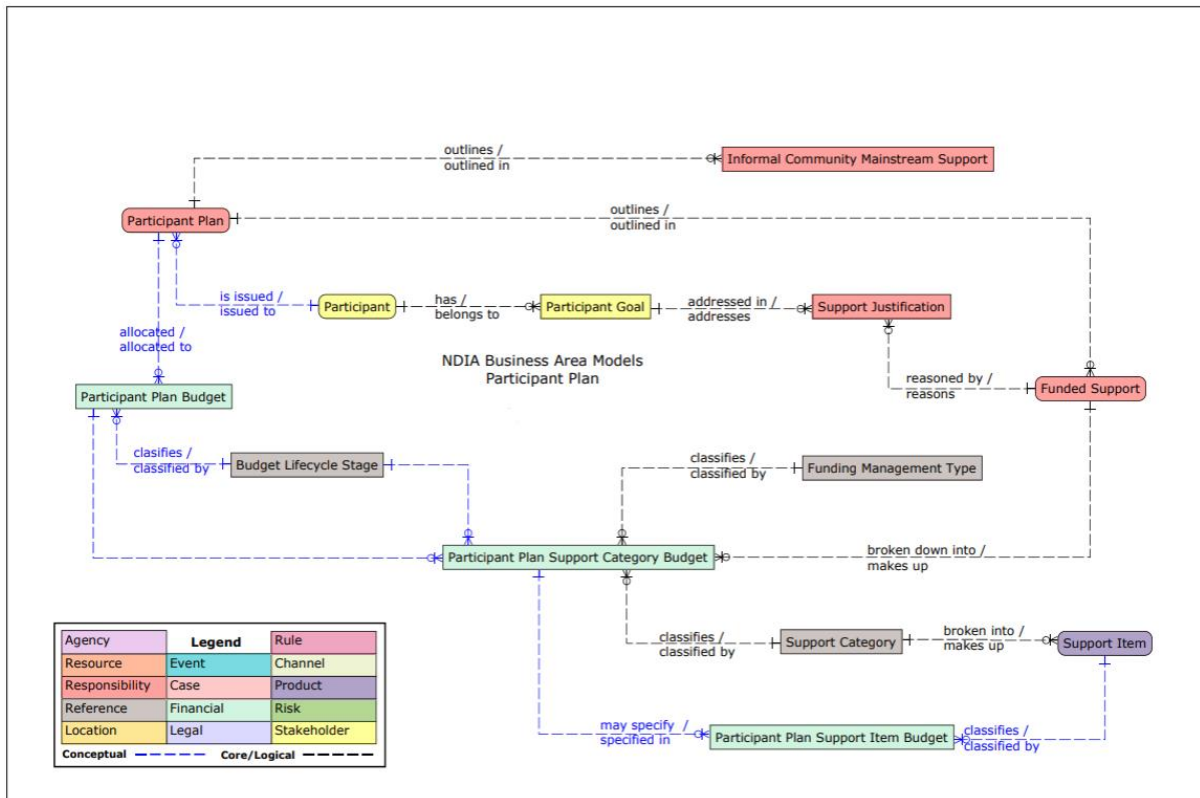 outlines /
outlined in
Informal Community Mainstream Support
Participant Plan
outlines /
outlined in
is issued /
issued to
Participant
has /
belongs to
Participant Goal
addressed in /
addresses
Support Justification
allocated /
allocated to
NDIA Business Area Models
Participant Plan
reasoned by /
reasons
Funded Support
Participant Plan Budget
clasifies /
classified by
Budget Lifecycle Stage
classifies /
classified by
Funding Management Type
Participant Plan Support Category Budget
broken down into /
makes up
classifies /
classified by
Support Category
broken into /
makes up
Support Item
may specify /
specified in
Participant Plan Support Item Budget
classifies /
classified by
Agency Legend Rule
Resource Event Channel
Responsibility Case Product
Reference Financial Risk
Location Legal Stakeholder
Conceptual Core/Logical